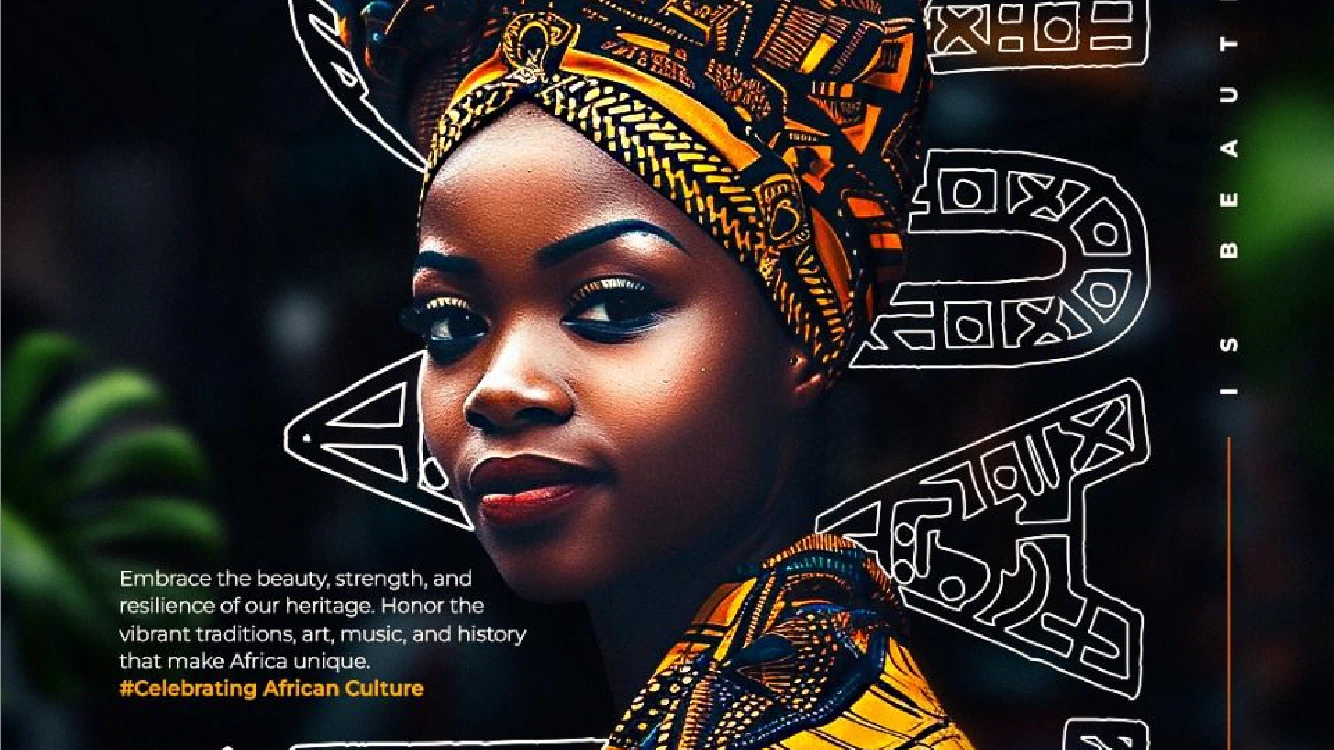 IS BEAUT
Embrace the beauty, strength, and
resilience of our heritage. Honor the
vibrant traditions, art, music, and history
that make Africa unique.
#Celebrating African Culture